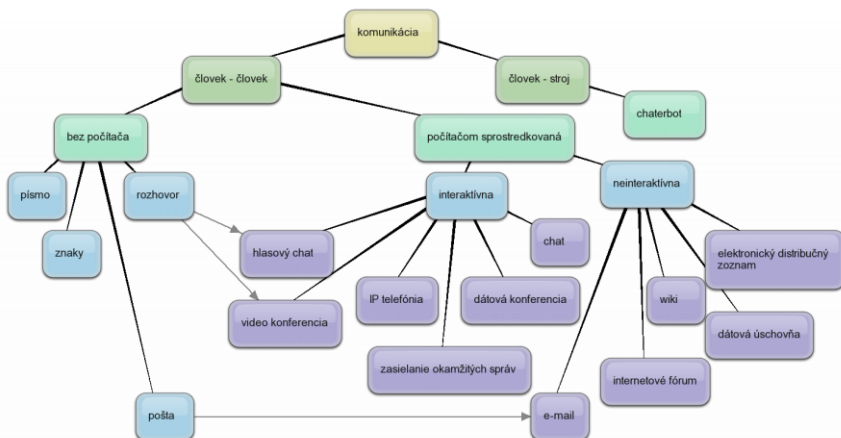 komunikácia
človek - človek
človek - stroj
chaterbot
bez počítača
počítačom sprostredkovaná
písmo
rozhovor
interaktívna
neinteraktívna
znaky
hlasový chat
chat
elektronický distribučný
zoznam
IP telefónia
dátová konferencia
wiki
video konferencia
dátová úschovňa
zasielanie okamžitých správ
internetové fórum
pošta
e-mail